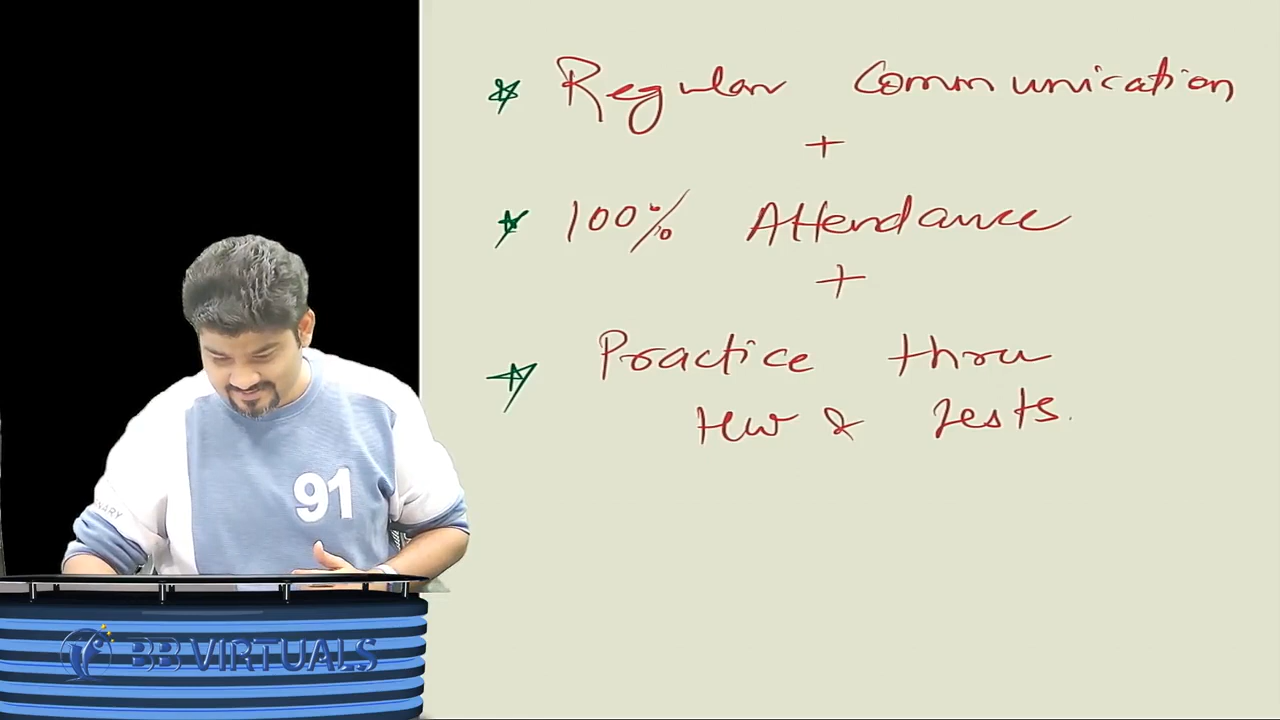 Regular Communication
+
100% Attendance
+
Practice thru
HW & Tests.
91
BB VIRTUALS